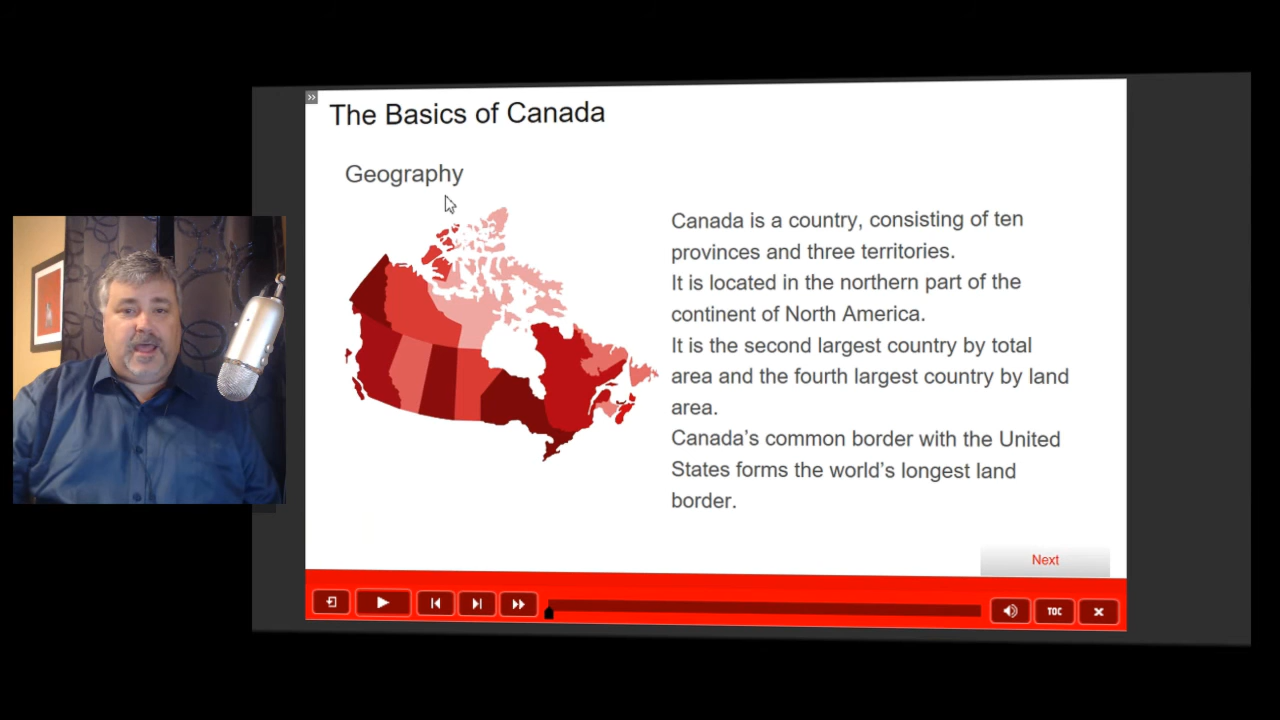 The Basics of Canada
Geography
Canada is a country, consisting of ten
provinces and three territories.
It is located in the northern part of the
continent of North America.
It is the second largest country by total
area and the fourth largest country by land
area.
Canada’s common border with the United
States forms the world’s longest land
border.
Next
TOC